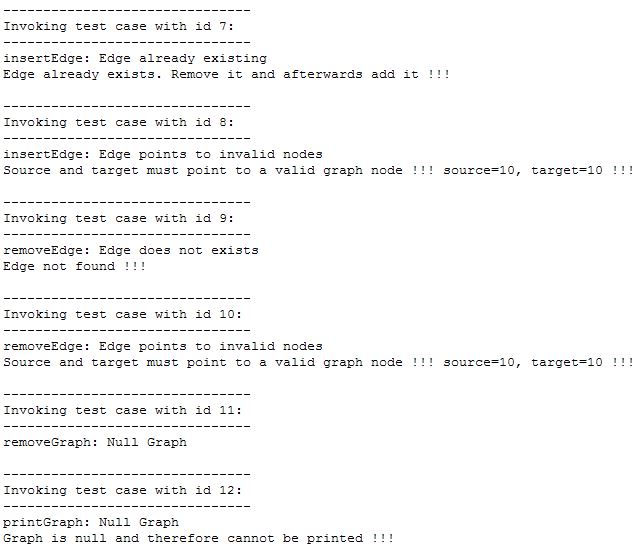 -------------------------------
Invoking test case with id 7:
-------------------------------
insertEdge: Edge already existing
Edge already exists. Remove it and afterwards add it !!!
-------------------------------
Invoking test case with id 8:
-------------------------------
insertEdge: Edge points to invalid nodes
Source and target must point to a valid graph node !!! source=10, target=10 !!!
-------------------------------
Invoking test case with id 9:
-------------------------------
removeEdge: Edge does not exists
Edge not found !!!
-------------------------------
Invoking test case with id 10:
-------------------------------
removeEdge: Edge points to invalid nodes
Source and target must point to a valid graph node !!! source=10, target=10 !!!
-------------------------------
Invoking test case with id 11:
-------------------------------
removeGraph: Null Graph
-------------------------------
Invoking test case with id 12:
-------------------------------
printGraph: Null Graph
Graph is null and therefore cannot be printed !!!